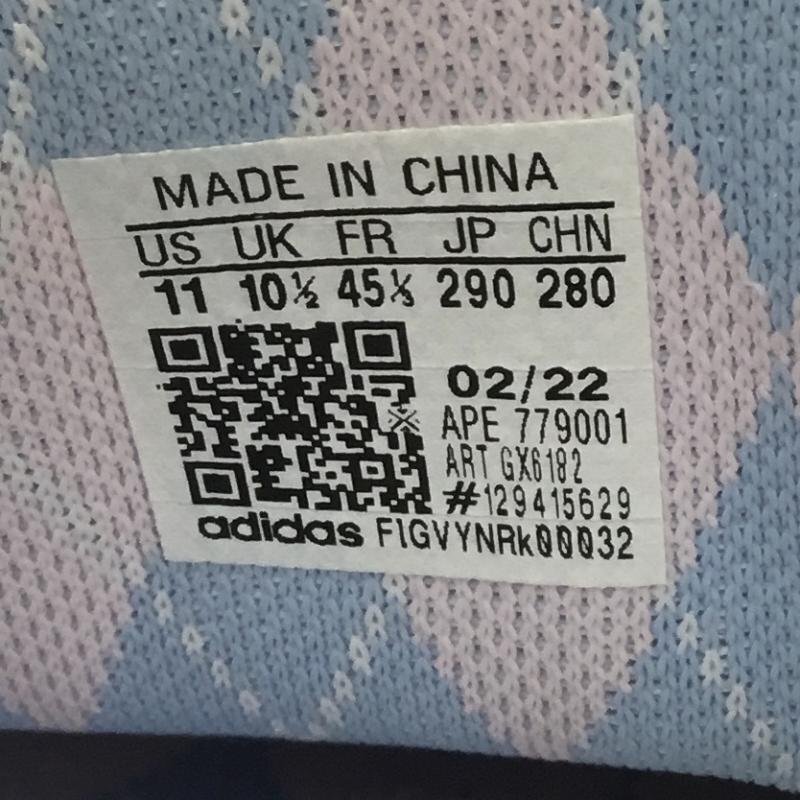 MADE IN CHINA
US UK FR JP CHN
11 10½ 45⅓ 290 280
02/22
APE 779001
ART GX6182
#129415629
adidas F1GVYNRk00032